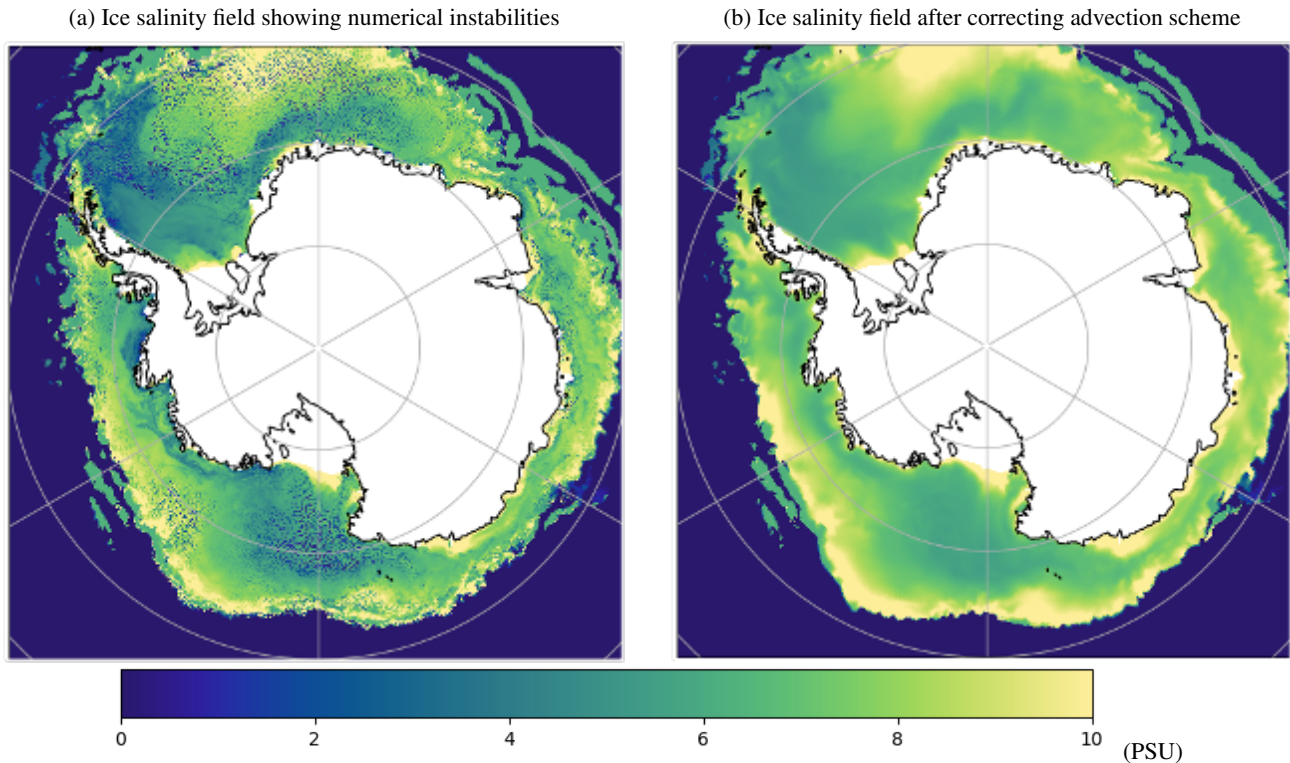 (a) Ice salinity field showing numerical instabilities
(b) Ice salinity field after correcting advection scheme
0 2 4 6 8 10
(PSU)